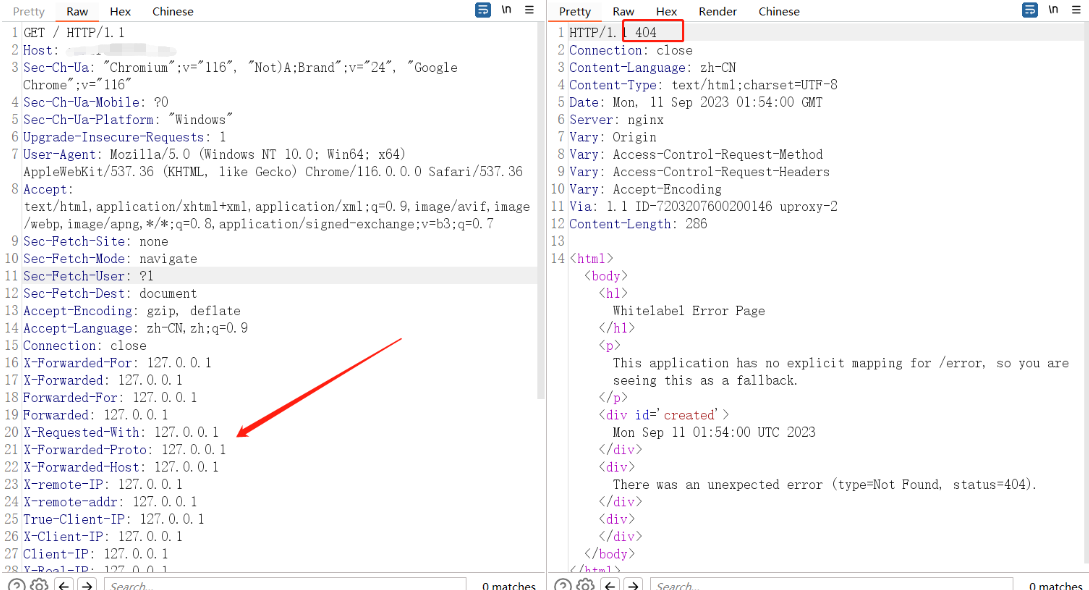 Pretty Raw Hex Chinese \n
1 GET / HTTP/1.1
2 Host:
3 Sec-Ch-Ua: "Chromium";v="116", "Not)A;Brand";v="24", "Google
Chrome";v="116"
4 Sec-Ch-Ua-Mobile: ?0
5 Sec-Ch-Ua-Platform: "Windows"
6 Upgrade-Insecure-Requests: 1
7 User-Agent: Mozilla/5.0 (Windows NT 10.0; Win64; x64)
AppleWebKit/537.36 (KHTML, like Gecko) Chrome/116.0.0.0 Safari/537.36
8 Accept:
text/html,application/xhtml+xml,application/xml;q=0.9,image/avif,image
/webp,image/apng,*/*;q=0.8,application/signed-exchange;v=b3;q=0.7
9 Sec-Fetch-Site: none
10 Sec-Fetch-Mode: navigate
11 Sec-Fetch-User: ?1
12 Sec-Fetch-Dest: document
13 Accept-Encoding: gzip, deflate
14 Accept-Language: zh-CN,zh;q=0.9
15 Connection: close
16 X-Forwarded-For: 127.0.0.1
17 X-Forwarded: 127.0.0.1
18 Forwarded-For: 127.0.0.1
19 Forwarded: 127.0.0.1
20 X-Requested-With: 127.0.0.1
21 X-Forwarded-Proto: 127.0.0.1
22 X-Forwarded-Host: 127.0.0.1
23 X-remote-IP: 127.0.0.1
24 X-remote-addr: 127.0.0.1
25 True-Client-IP: 127.0.0.1
26 X-Client-IP: 127.0.0.1
27 Client-IP: 127.0.0.1
28 X-Real-IP: 127.0.0.1
Search... 0 matches
Pretty Raw Hex Render Chinese \n
1 HTTP/1.1 404
2 Connection: close
3 Content-Language: zh-CN
4 Content-Type: text/html;charset=UTF-8
5 Date: Mon, 11 Sep 2023 01:54:00 GMT
6 Server: nginx
7 Vary: Origin
8 Vary: Access-Control-Request-Method
9 Vary: Access-Control-Request-Headers
10 Vary: Accept-Encoding
11 Via: 1.1 ID-7203207600200146 uproxy-2
12 Content-Length: 286
13
14 <html>
<body>
<h1>
Whitelabel Error Page
</h1>
<p>
This application has no explicit mapping for /error, so you are
seeing this as a fallback.
</p>
<div id='created'>
Mon Sep 11 01:54:00 UTC 2023
</div>
<div>
There was an unexpected error (type=Not Found, status=404).
</div>
<div>
</div>
</body>
</html>
Search... 0 matches